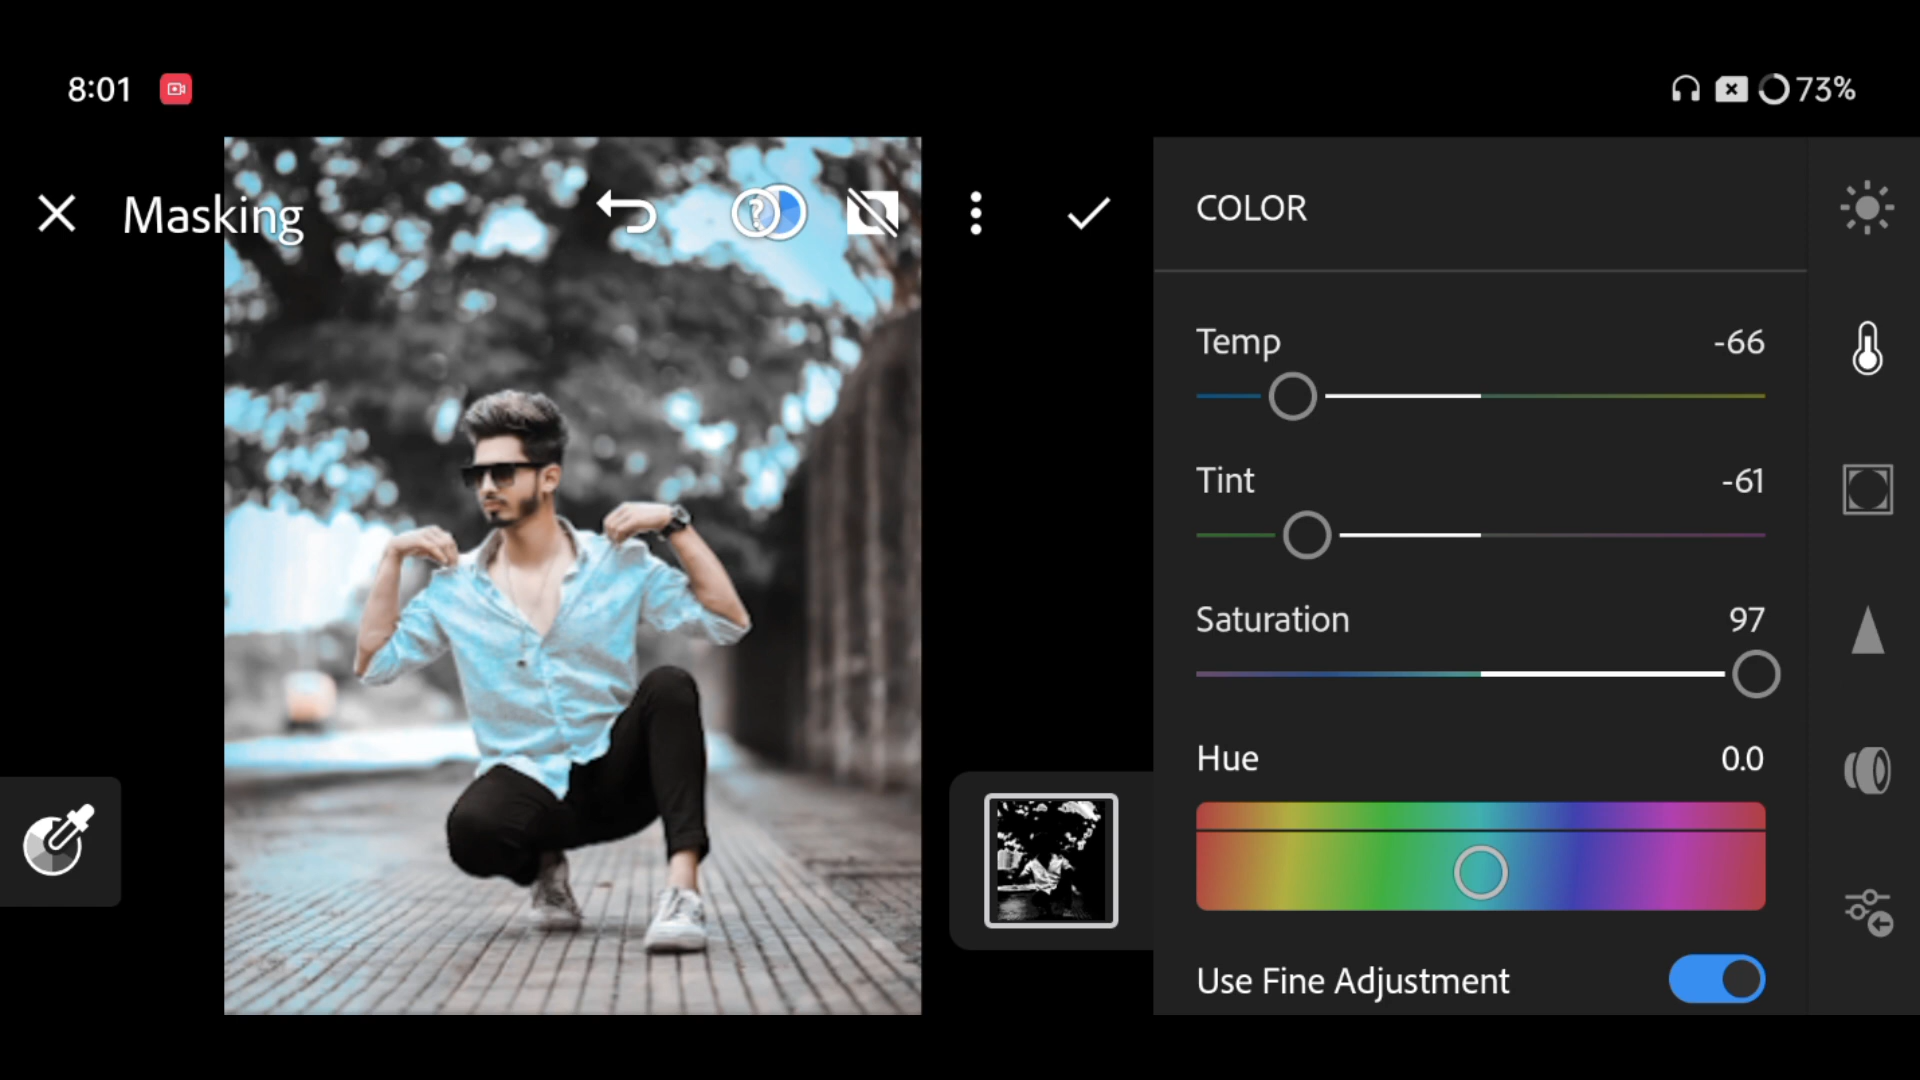 8:01
73%
Masking
?
COLOR
Temp -66
Tint -61
Saturation 97
Hue 0.0
Use Fine Adjustment